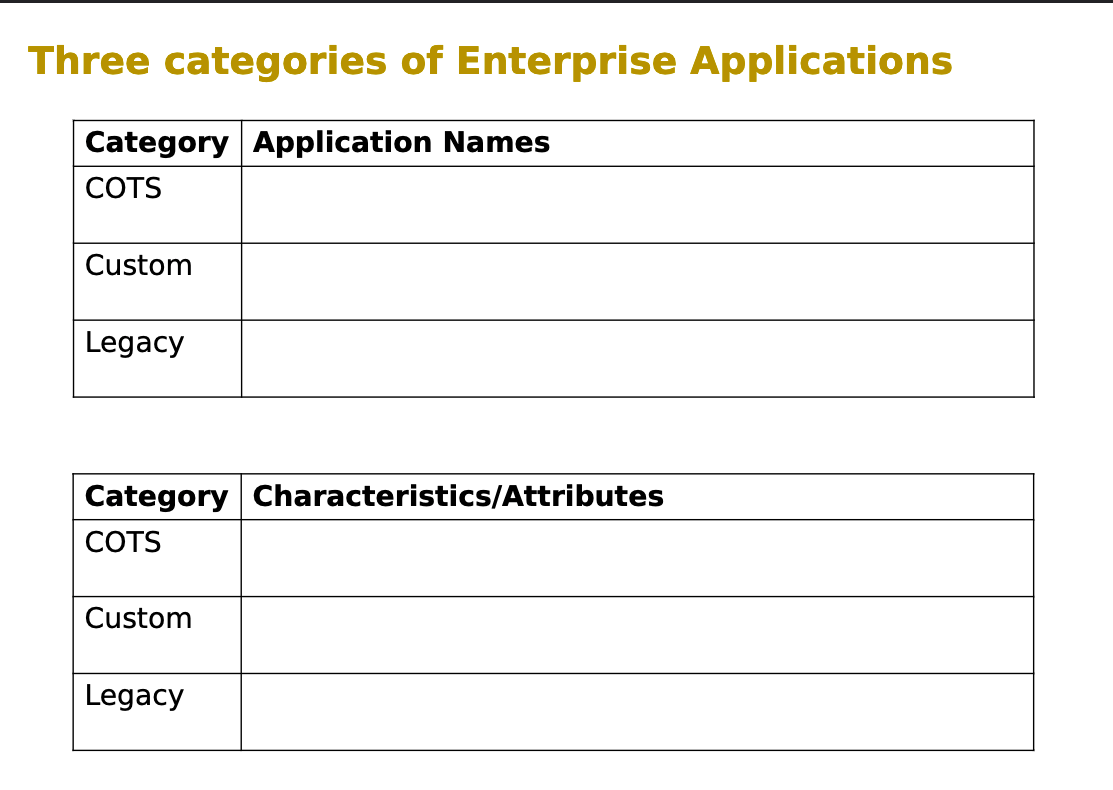 Three categories of Enterprise Applications
Category Application Names
COTS
Custom
Legacy
Category Characteristics/Attributes
COTS
Custom
Legacy